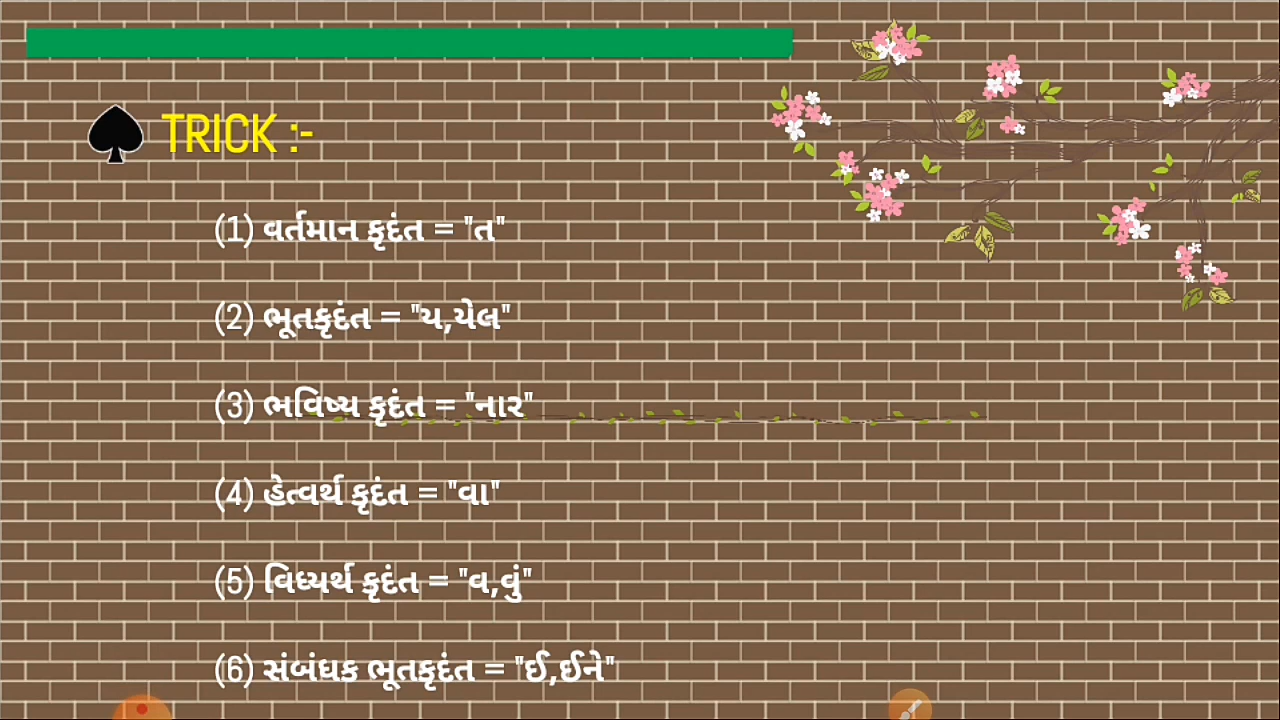 TRICK :-
(1) વર્તમાન કૃદંત = "ત"
(2) ભૂતકૃદંત = "ય,યેલ"
(3) ભવિષ્ય કૃદંત = "નાર"
(4) હેત્વર્થ કૃદંત = "વા"
(5) વિધ્યર્થ કૃદંત = "વ,વું"
(6) સંબંધક ભૂતકૃદંત = "ઈ,ઈને"